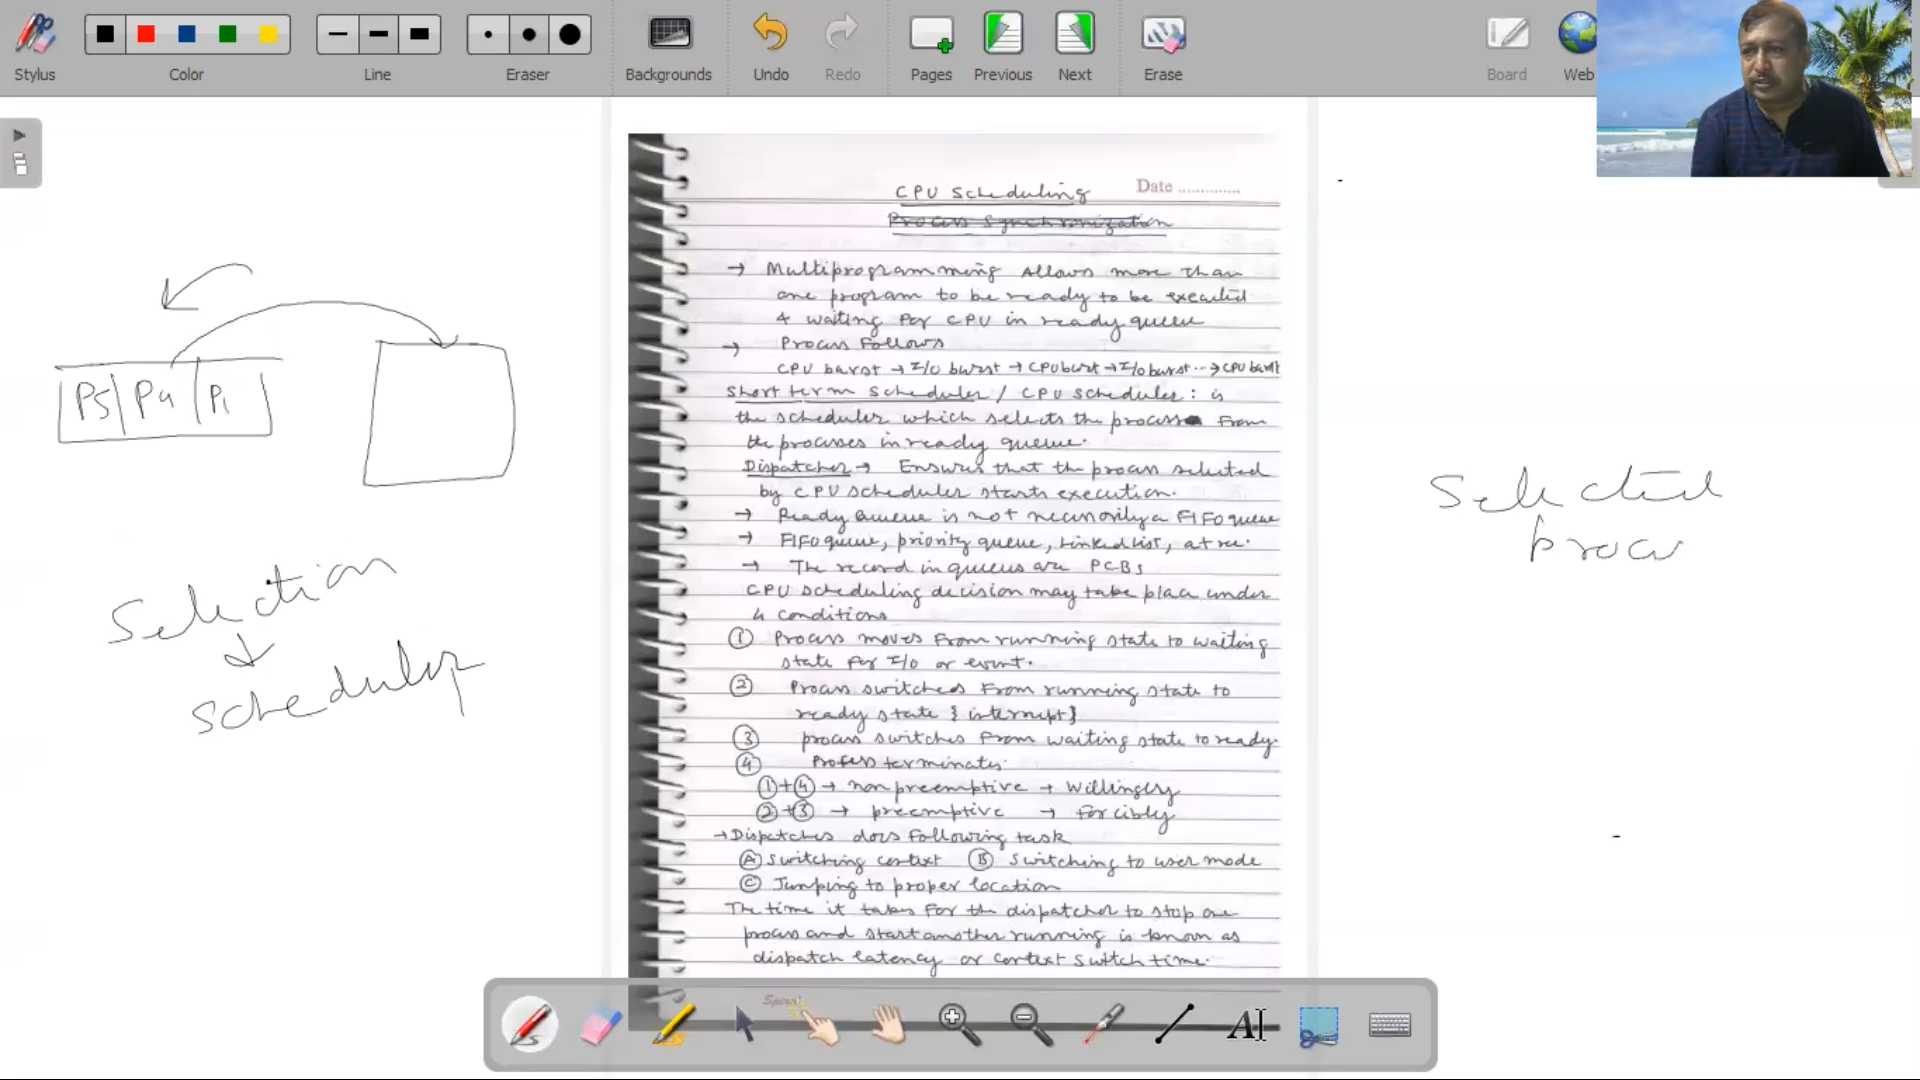 Stylus
Color
Line
Eraser
Backgrounds
Undo
Redo
Pages
Previous
Next
Erase
Board
Web
CPU Scheduling
Date .............
Process Synchronization
→ Multiprogramming allows more than
one program to be ready to be executed
& waiting for CPU in ready queue
→ Process Follows
CPU burst → I/O burst → CPU burst → I/O burst ... → CPU burst
Short term Scheduler / CPU scheduler : is
the scheduler which selects the process from
the processes in ready queue.
Dispatcher → Ensures that the process selected
by CPU scheduler starts execution.
→ Ready Queue is not necessarily a FIFO queue
→ FIFO queue, priority queue, Linked List, a tree.
→ The record in queues are PCBs
CPU scheduling decision may take place under
4 conditions
① Process moves from running state to waiting
state for I/O or event.
② Process switches from running state to
ready state { interrupt }
③ process switches from waiting state to ready.
④ Process terminates.
①+④ → non preemptive → Willingly
②+③ → preemptive → Forcibly
→ Dispatches does following task
Ⓐ Switching context Ⓑ Switching to user mode
Ⓒ Jumping to proper location
The time it takes for the dispatcher to stop one
process and start another running is known as
dispatch latency or context switch time.
P5 P4 P1
Selection
↓
Scheduler
Selected